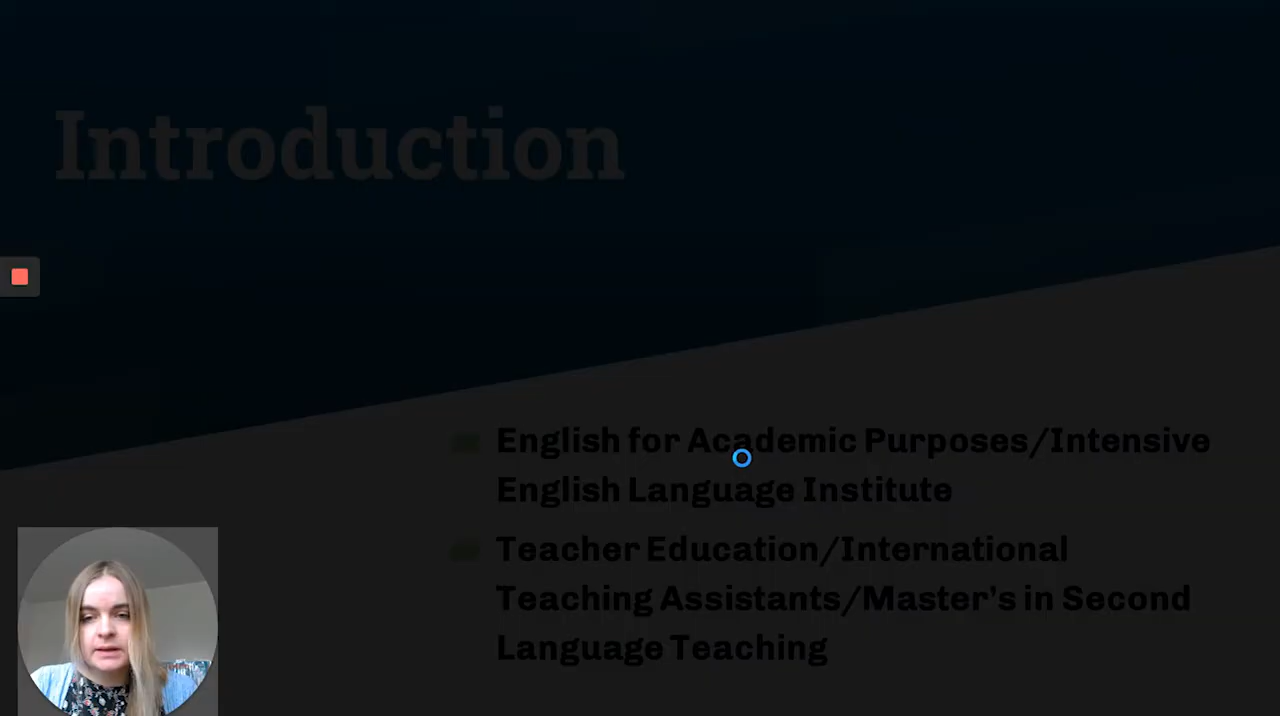 Introduction
English for Academic Purposes/Intensive
English Language Institute
Teacher Education/International
Teaching Assistants/Master's in Second
Language Teaching